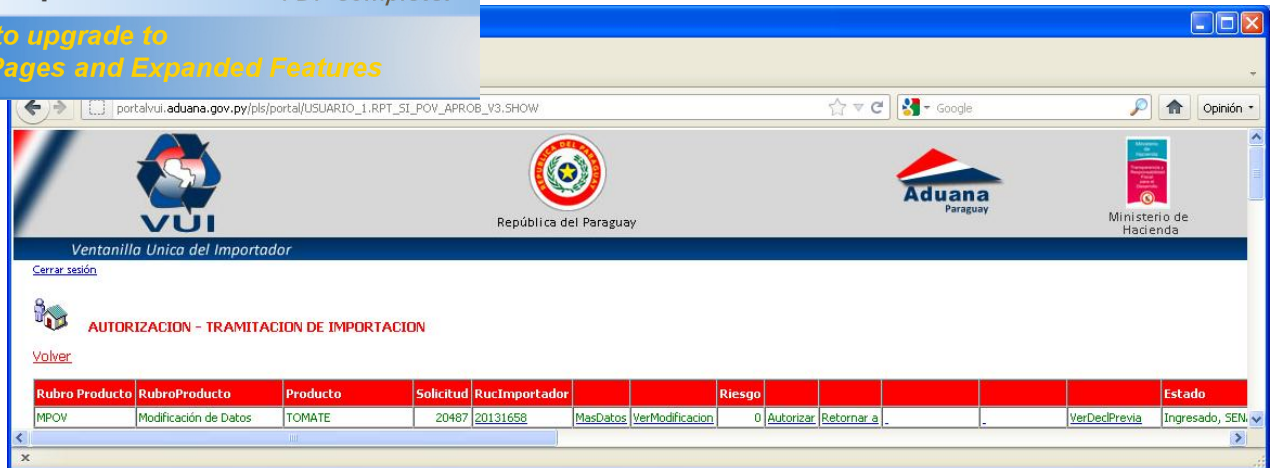 to upgrade to
Pages and Expanded Features
portalvui.aduana.gov.py/pls/portal/USUARIO_1.RPT_SI_POV_APROB_V3.SHOW
Google
Opinión
VUI
REPUBLICA DEL PARAGUAY
República del Paraguay
Aduana
Paraguay
Ministerio de
Hacienda
Ventanilla Unica del Importador
Cerrar sesión
AUTORIZACION - TRAMITACION DE IMPORTACION
Volver
Rubro Producto RubroProducto Producto Solicitud RucImportador Riesgo Estado
MPOV Modificación de Datos TOMATE 20487 20131658 MasDatos VerModificacion 0 Autorizar Retornar a - - VerDeclPrevia Ingresado, SEN